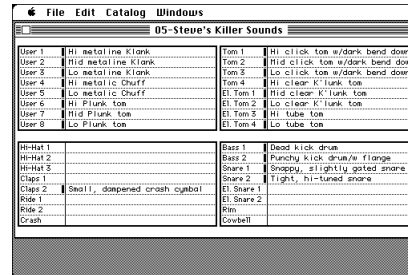 File Edit Catalog Windows
05-Steve's Killer Sounds
User 1 Hi metaline Klank
User 2 Mid metaline Klank
User 3 Lo metaline Klank
User 4 Hi metalic Chuff
User 5 Lo metalic Chuff
User 6 Hi Plunk tom
User 7 Mid Plunk tom
User 8 Lo Plunk tom
Tom 1 Hi click tom w/dark bend down
Tom 2 Mid click tom w/dark bend dow
Tom 3 Lo click tom w/dark bend down
Tom 4 Hi clear K'lunk tom
El. Tom 1 Mid clear K'lunk tom
El. Tom 2 Lo clear K'lunk tom
El. Tom 3 Hi tube tom
El. Tom 4 Lo tube tom
Hi-Hat 1
Hi-Hat 2
Hi-Hat 3
Claps 1
Claps 2 Small, dampened crash cymbal
Ride 1
Ride 2
Crash
Bass 1 Dead kick drum
Bass 2 Punchy kick drum/w flange
Snare 1 Snappy, slightly gated snare
Snare 2 Tight, hi-tuned snare
El. Snare 1
El. Snare 2
Rim
Cowbell